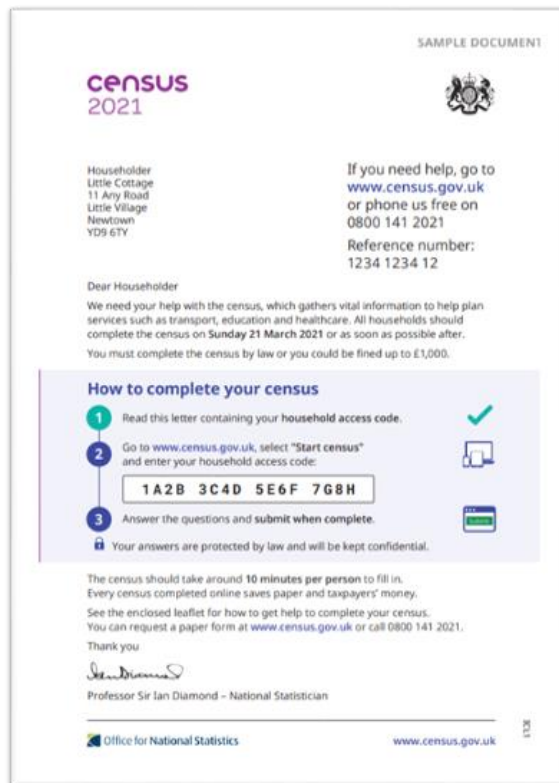 SAMPLE DOCUMENT
census
2021
Householder
Little Cottage
11 Any Road
Little Village
Newtown
YD9 6TY
If you need help, go to
www.census.gov.uk
or phone us free on
0800 141 2021
Reference number:
1234 1234 12
Dear Householder
We need your help with the census, which gathers vital information to help plan
services such as transport, education and healthcare. All households should
complete the census on Sunday 21 March 2021 or as soon as possible after.
You must complete the census by law or you could be fined up to £1,000.
How to complete your census
1 Read this letter containing your household access code.
2 Go to www.census.gov.uk, select "Start census"
and enter your household access code:
1A2B 3C4D 5E6F 7G8H
3 Answer the questions and submit when complete.
Submit
Your answers are protected by law and will be kept confidential.
The census should take around 10 minutes per person to fill in.
Every census completed online saves paper and taxpayers' money.
See the enclosed leaflet for how to get help to complete your census.
You can request a paper form at www.census.gov.uk or call 0800 141 2021.
Thank you
Ian Diamond
Professor Sir Ian Diamond – National Statistician
Office for National Statistics
www.census.gov.uk